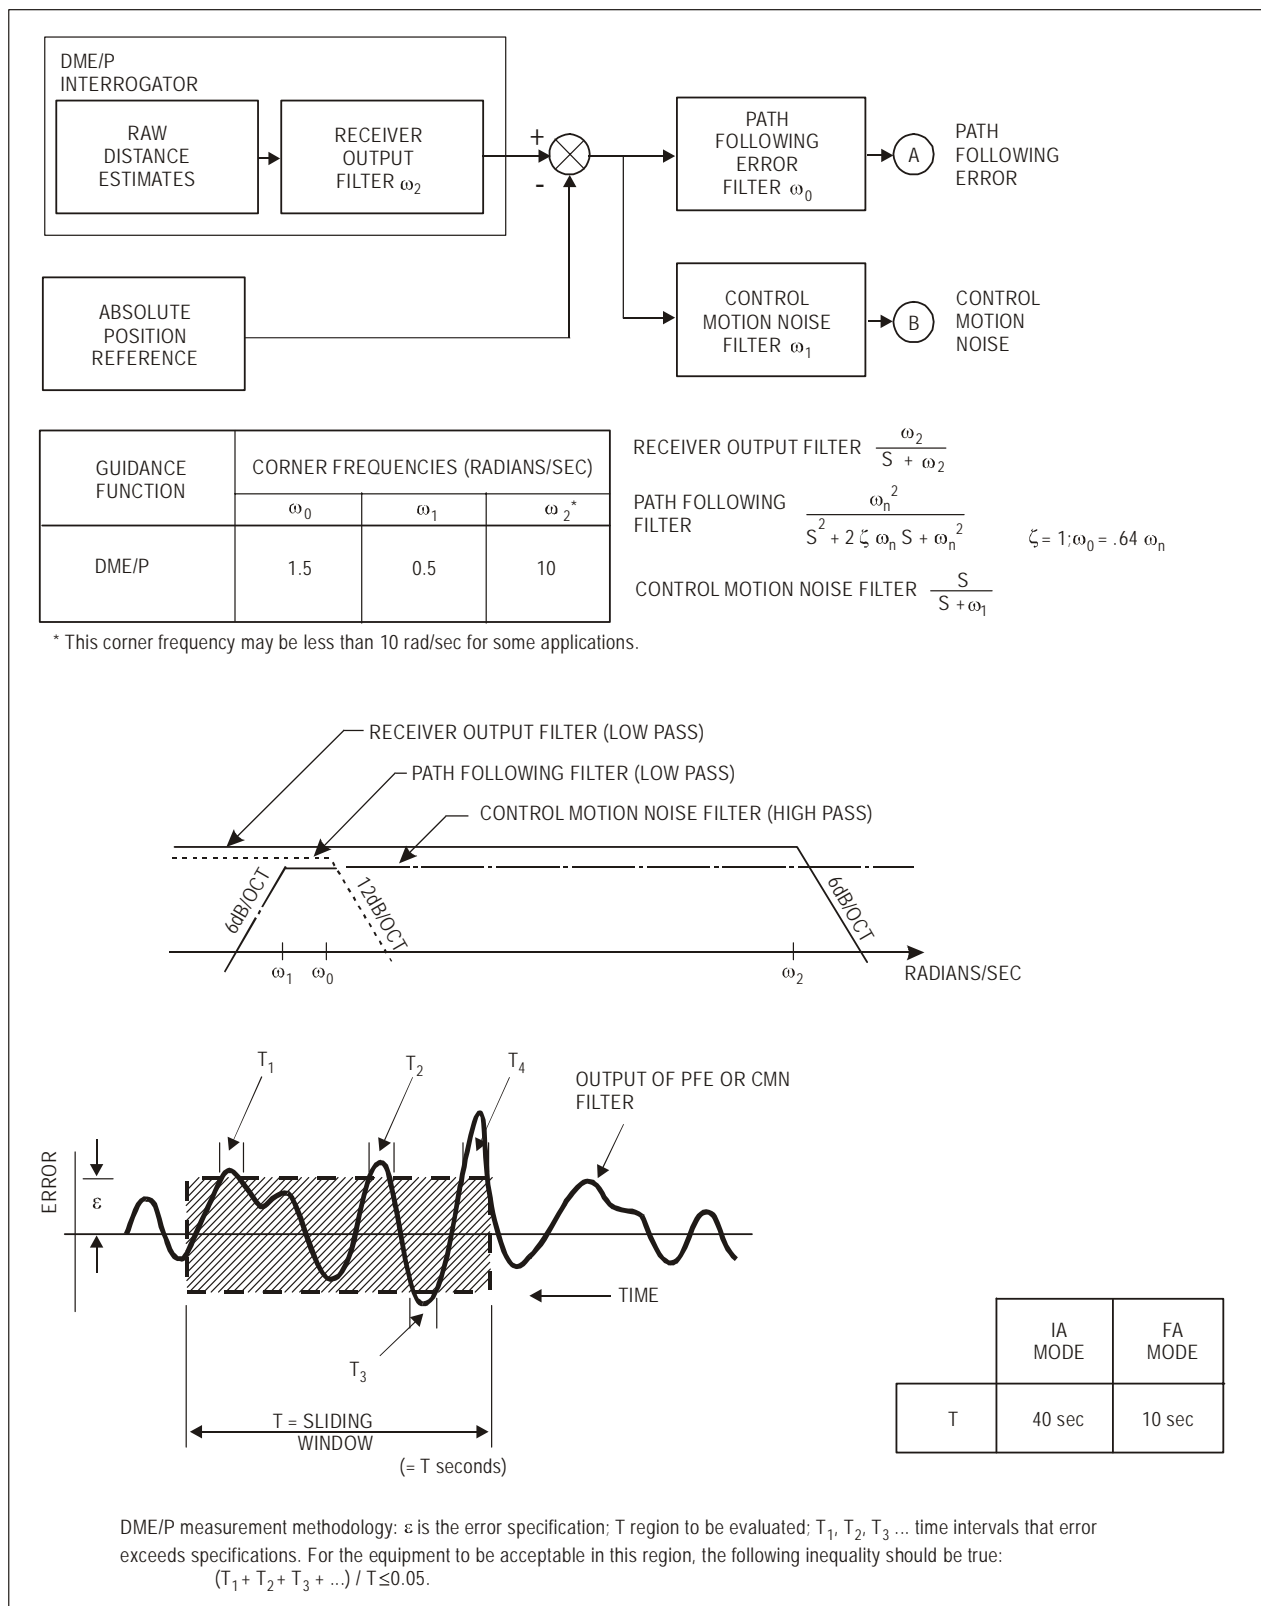 DME/P
INTERROGATOR
RAW
DISTANCE
ESTIMATES
RECEIVER
OUTPUT
FILTER ω₂
+
-
PATH
FOLLOWING
ERROR
FILTER ω₀
A
PATH
FOLLOWING
ERROR
ABSOLUTE
POSITION
REFERENCE
CONTROL
MOTION NOISE
FILTER ω₁
B
CONTROL
MOTION
NOISE
GUIDANCE
FUNCTION
CORNER FREQUENCIES (RADIANS/SEC)
ω₀ ω₁ ω₂*
DME/P 1.5 0.5 10
* This corner frequency may be less than 10 rad/sec for some applications.
RECEIVER OUTPUT FILTER ω₂ / (S + ω₂)
PATH FOLLOWING
FILTER ωₙ² / (S² + 2 ζ ωₙ S + ωₙ²) ζ = 1; ω₀ = .64 ωₙ
CONTROL MOTION NOISE FILTER S / (S + ω₁)
RECEIVER OUTPUT FILTER (LOW PASS)
PATH FOLLOWING FILTER (LOW PASS)
CONTROL MOTION NOISE FILTER (HIGH PASS)
6dB/OCT
12dB/OCT
6dB/OCT
ω₁ ω₀ ω₂
RADIANS/SEC
T₁ T₂ T₄
OUTPUT OF PFE OR CMN
FILTER
ERROR
ε
TIME
T₃
T = SLIDING
WINDOW
(= T seconds)
IA
MODE
FA
MODE
T 40 sec 10 sec
DME/P measurement methodology: ε is the error specification; T region to be evaluated; T₁, T₂, T₃ ... time intervals that error
exceeds specifications. For the equipment to be acceptable in this region, the following inequality should be true:
(T₁ + T₂ + T₃ + ...) / T ≤ 0.05.